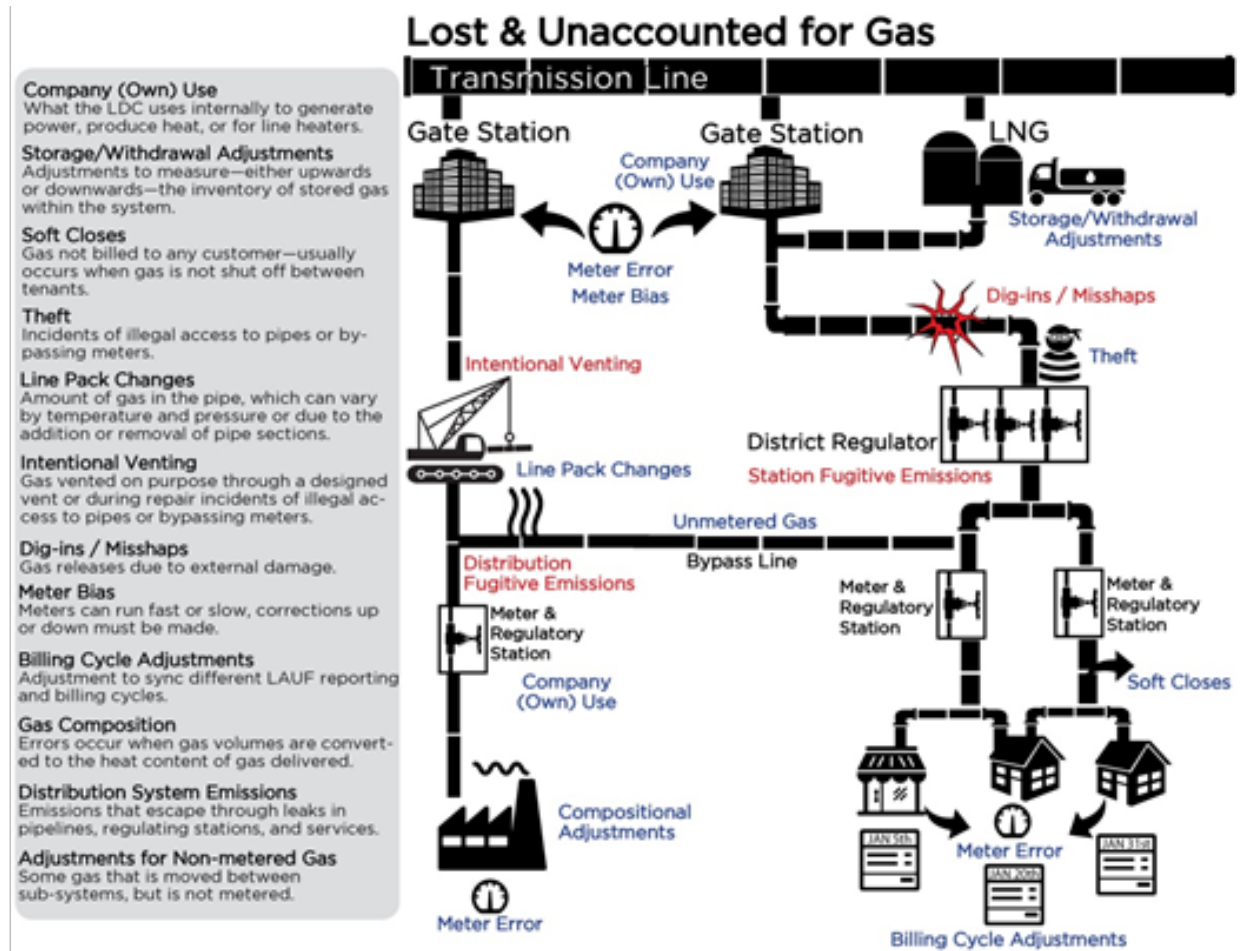 Lost & Unaccounted for Gas
Company (Own) Use
What the LDC uses internally to generate
power, produce heat, or for line heaters.
Storage/Withdrawal Adjustments
Adjustments to measure—either upwards
or downwards—the inventory of stored gas
within the system.
Soft Closes
Gas not billed to any customer—usually
occurs when gas is not shut off between
tenants.
Theft
Incidents of illegal access to pipes or by-
passing meters.
Line Pack Changes
Amount of gas in the pipe, which can vary
by temperature and pressure or due to the
addition or removal of pipe sections.
Intentional Venting
Gas vented on purpose through a designed
vent or during repair incidents of illegal ac-
cess to pipes or bypassing meters.
Dig-ins / Misshaps
Gas releases due to external damage.
Meter Bias
Meters can run fast or slow, corrections up
or down must be made.
Billing Cycle Adjustments
Adjustment to sync different LAUF reporting
and billing cycles.
Gas Composition
Errors occur when gas volumes are convert-
ed to the heat content of gas delivered.
Distribution System Emissions
Emissions that escape through leaks in
pipelines, regulating stations, and services.
Adjustments for Non-metered Gas
Some gas that is moved between
sub-systems, but is not metered.
Transmission Line
Gate Station
Gate Station
LNG
Company
(Own) Use
Storage/Withdrawal
Adjustments
Meter Error
Meter Bias
Dig-ins / Misshaps
Theft
Intentional Venting
District Regulator
Station Fugitive Emissions
Line Pack Changes
Unmetered Gas
Bypass Line
Distribution
Fugitive Emissions
Meter &
Regulatory
Station
Meter &
Regulatory
Station
Meter &
Regulatory
Station
Company
(Own) Use
Soft Closes
Compositional
Adjustments
Meter Error
JAN 5th
Meter Error
JAN 20th
JAN 31st
Billing Cycle Adjustments